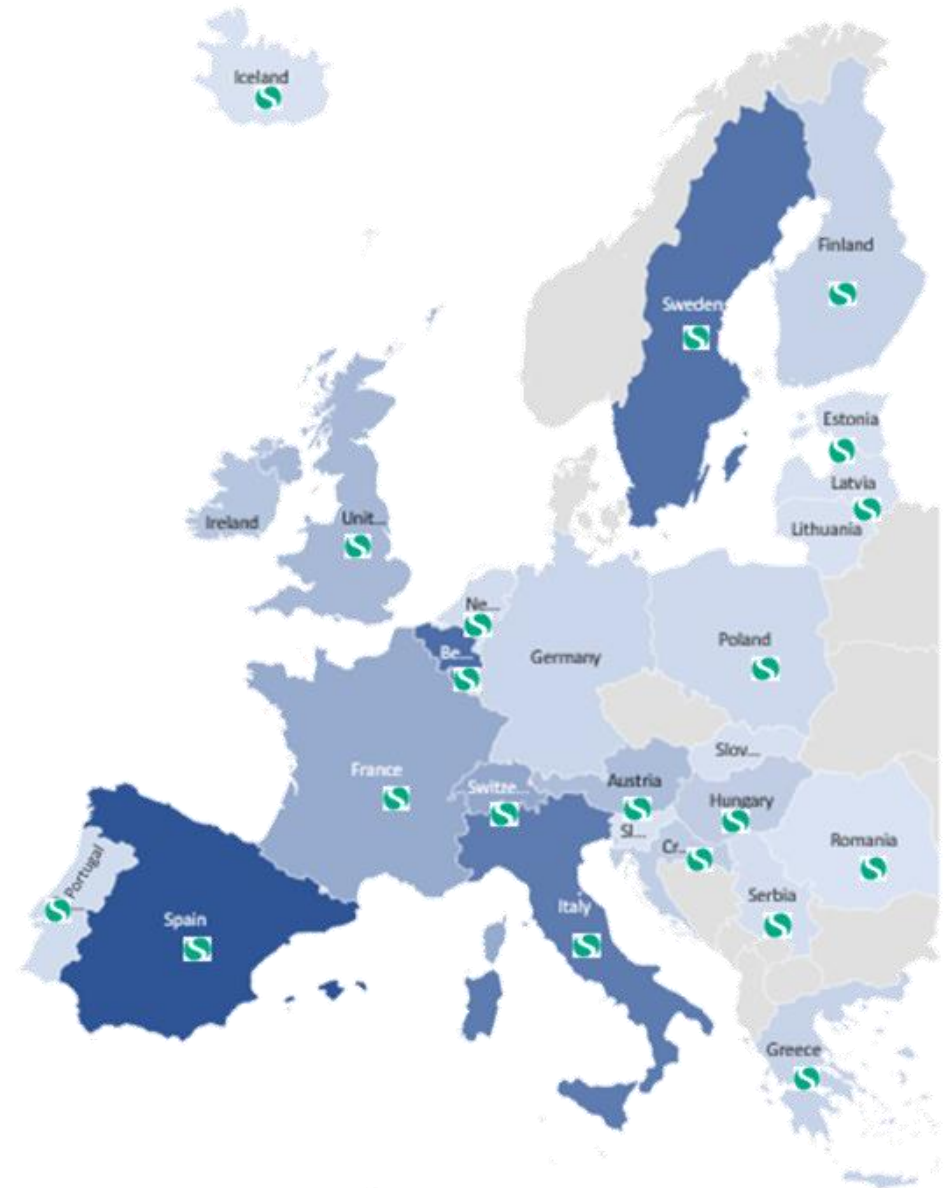 Iceland
Finland
Sweden
Estonia
Latvia
Lithuania
Ireland
Unit...
Ne...
Be...
Germany
Poland
Slov...
France
Switze...
Austria
Hungary
Sl...
Cr...
Romania
Portugal
Serbia
Spain
Italy
Greece